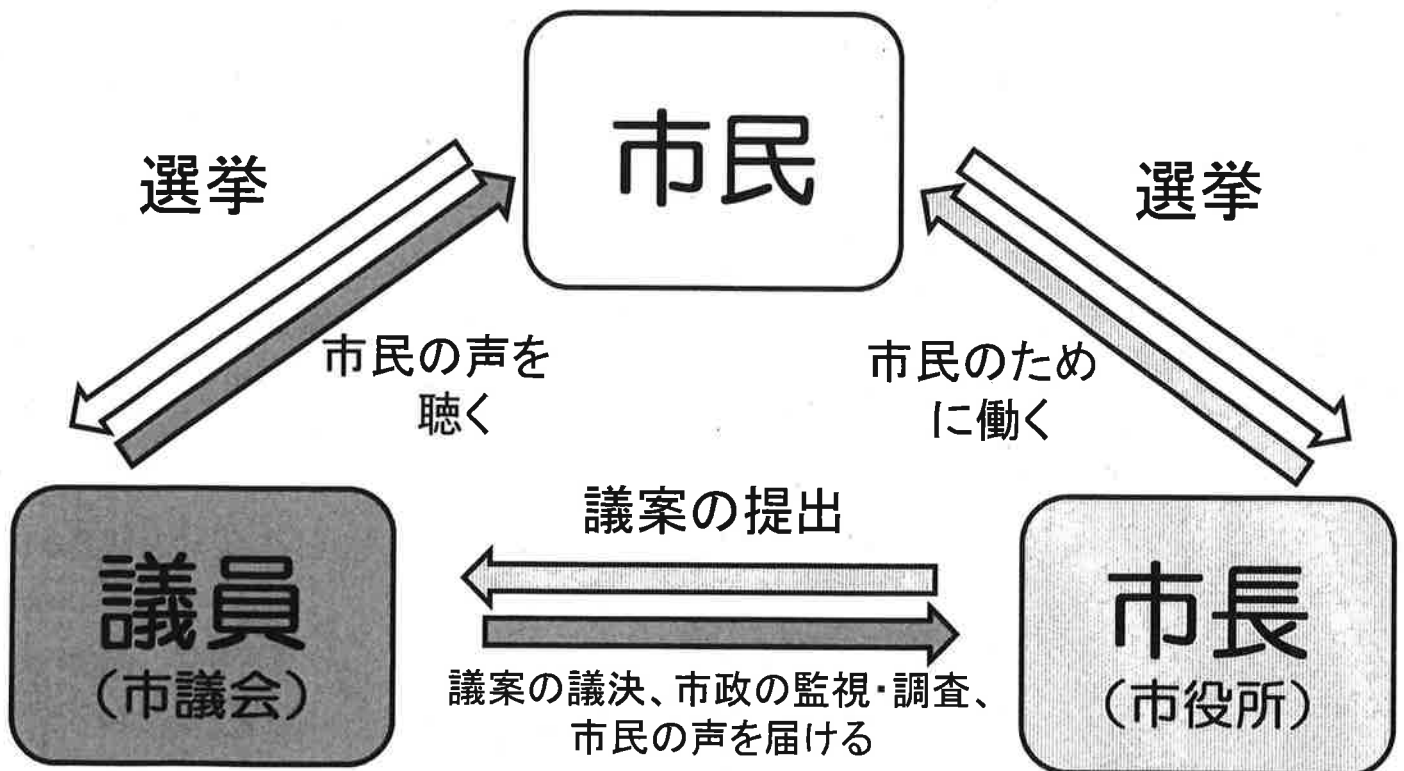 市民
選挙
選挙
市民の声を
聴く
市民のため
に働く
議案の提出
議員
（市議会）
市長
（市役所）
議案の議決、市政の監視・調査、
市民の声を届ける